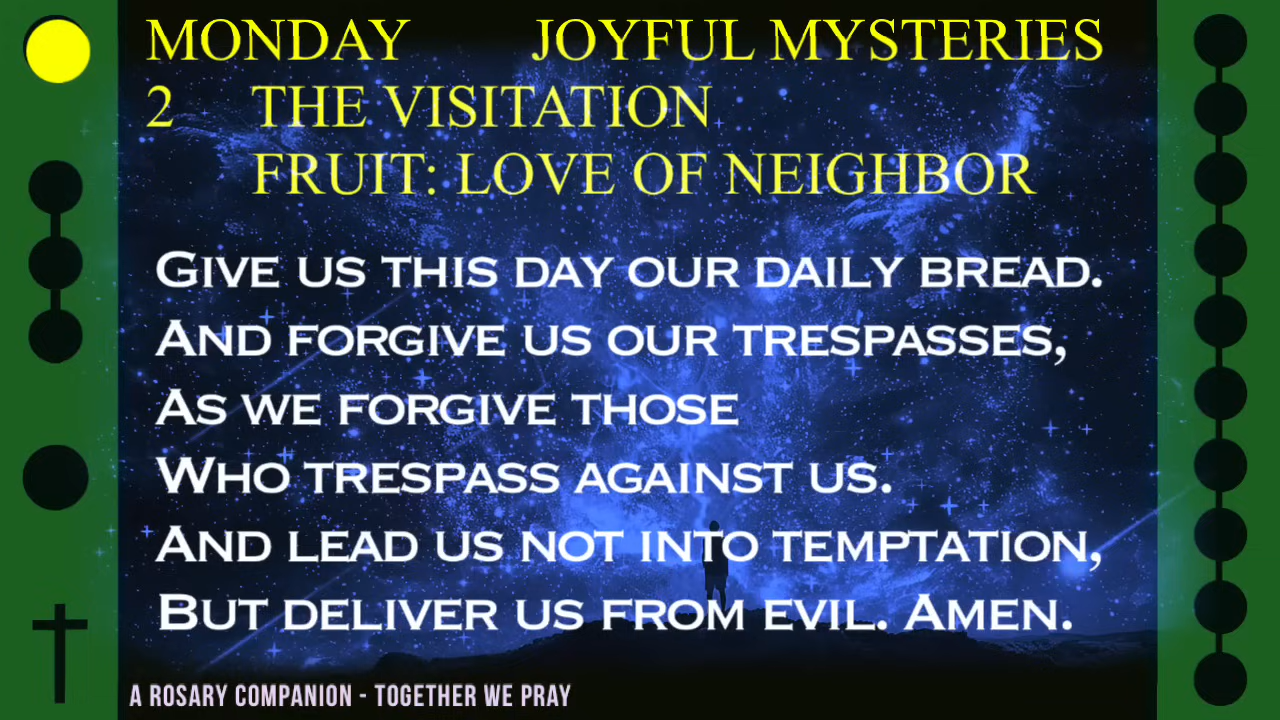 MONDAY JOYFUL MYSTERIES
2 THE VISITATION
FRUIT: LOVE OF NEIGHBOR
GIVE US THIS DAY OUR DAILY BREAD.
AND FORGIVE US OUR TRESPASSES,
AS WE FORGIVE THOSE
WHO TRESPASS AGAINST US.
AND LEAD US NOT INTO TEMPTATION,
BUT DELIVER US FROM EVIL. AMEN.
A ROSARY COMPANION - TOGETHER WE PRAY